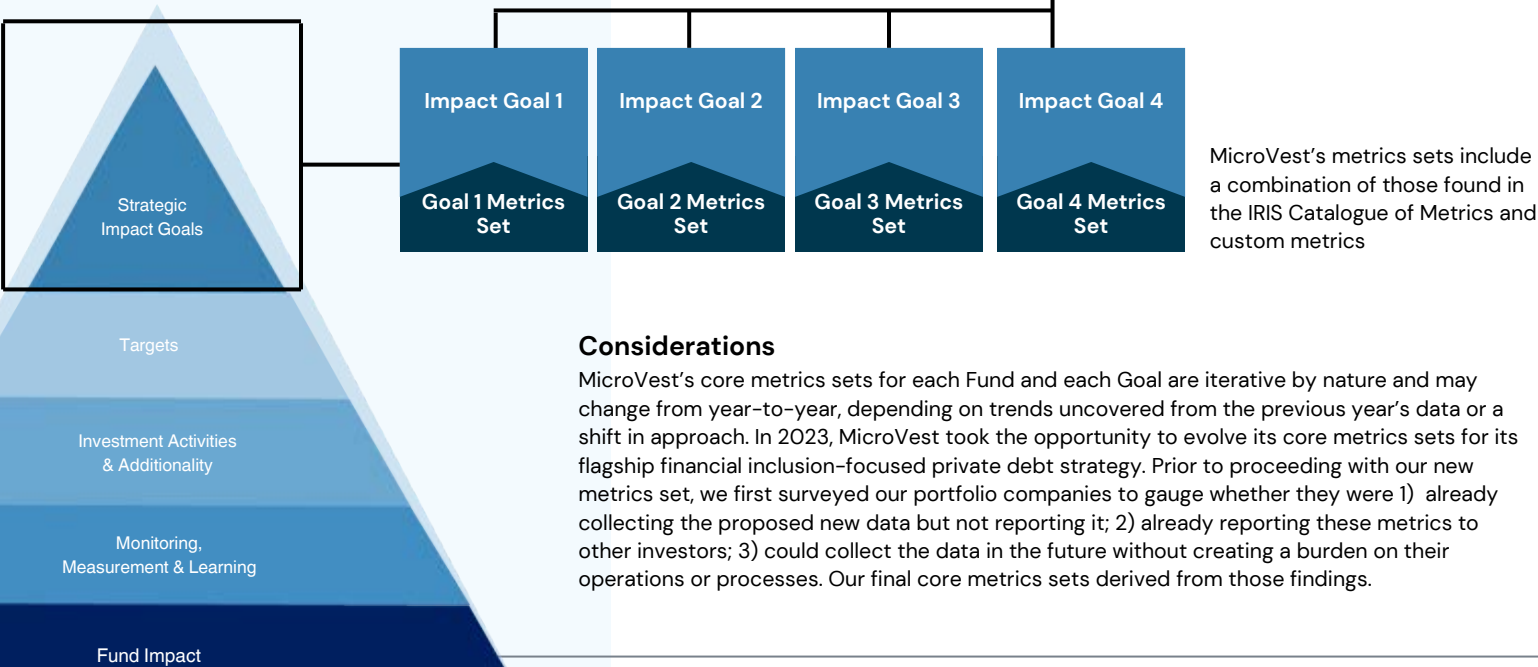 Impact Goal 1
Impact Goal 2
Impact Goal 3
Impact Goal 4
Goal 1 Metrics
Set
Goal 2 Metrics
Set
Goal 3 Metrics
Set
Goal 4 Metrics
Set
MicroVest’s metrics sets include
a combination of those found in
the IRIS Catalogue of Metrics and
custom metrics
Strategic
Impact Goals
Targets
Investment Activities
& Additionality
Monitoring,
Measurement & Learning
Fund Impact
Considerations
MicroVest’s core metrics sets for each Fund and each Goal are iterative by nature and may
change from year-to-year, depending on trends uncovered from the previous year’s data or a
shift in approach. In 2023, MicroVest took the opportunity to evolve its core metrics sets for its
flagship financial inclusion-focused private debt strategy. Prior to proceeding with our new
metrics set, we first surveyed our portfolio companies to gauge whether they were 1) already
collecting the proposed new data but not reporting it; 2) already reporting these metrics to
other investors; 3) could collect the data in the future without creating a burden on their
operations or processes. Our final core metrics sets derived from those findings.